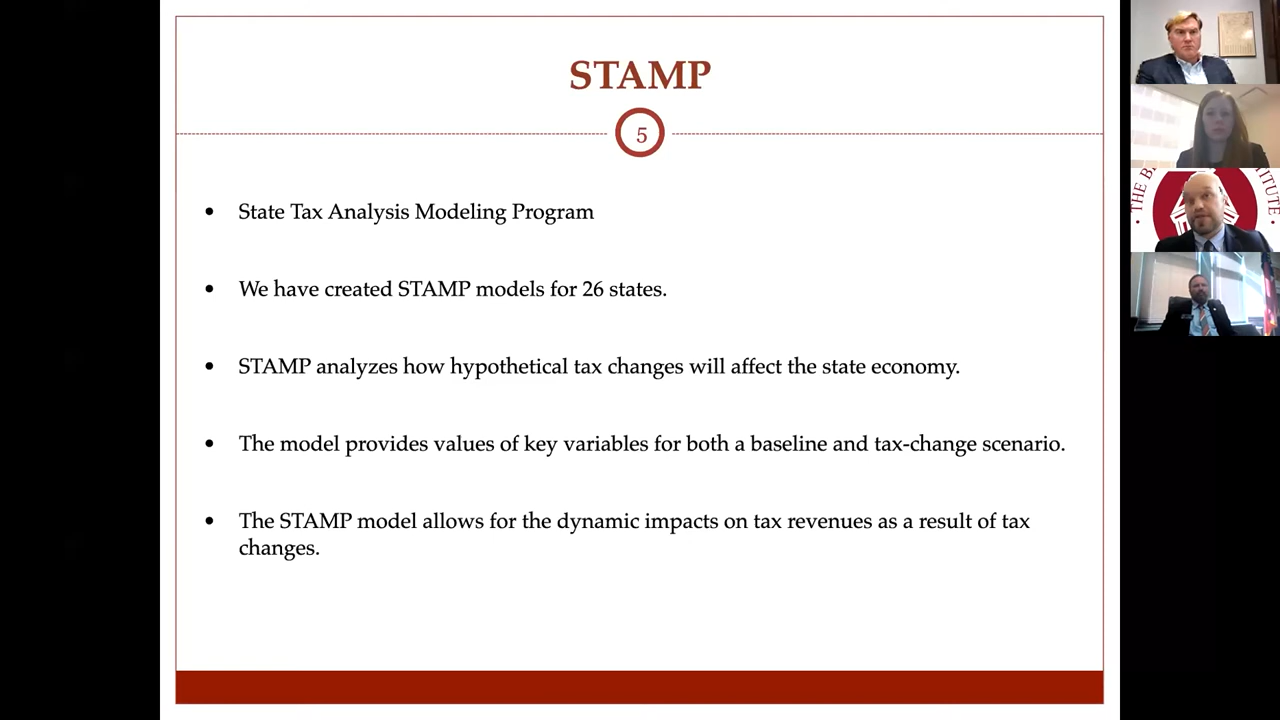 STAMP
5
• State Tax Analysis Modeling Program
• We have created STAMP models for 26 states.
• STAMP analyzes how hypothetical tax changes will affect the state economy.
• The model provides values of key variables for both a baseline and tax-change scenario.
• The STAMP model allows for the dynamic impacts on tax revenues as a result of tax
changes.
• THE B
ITUTE •